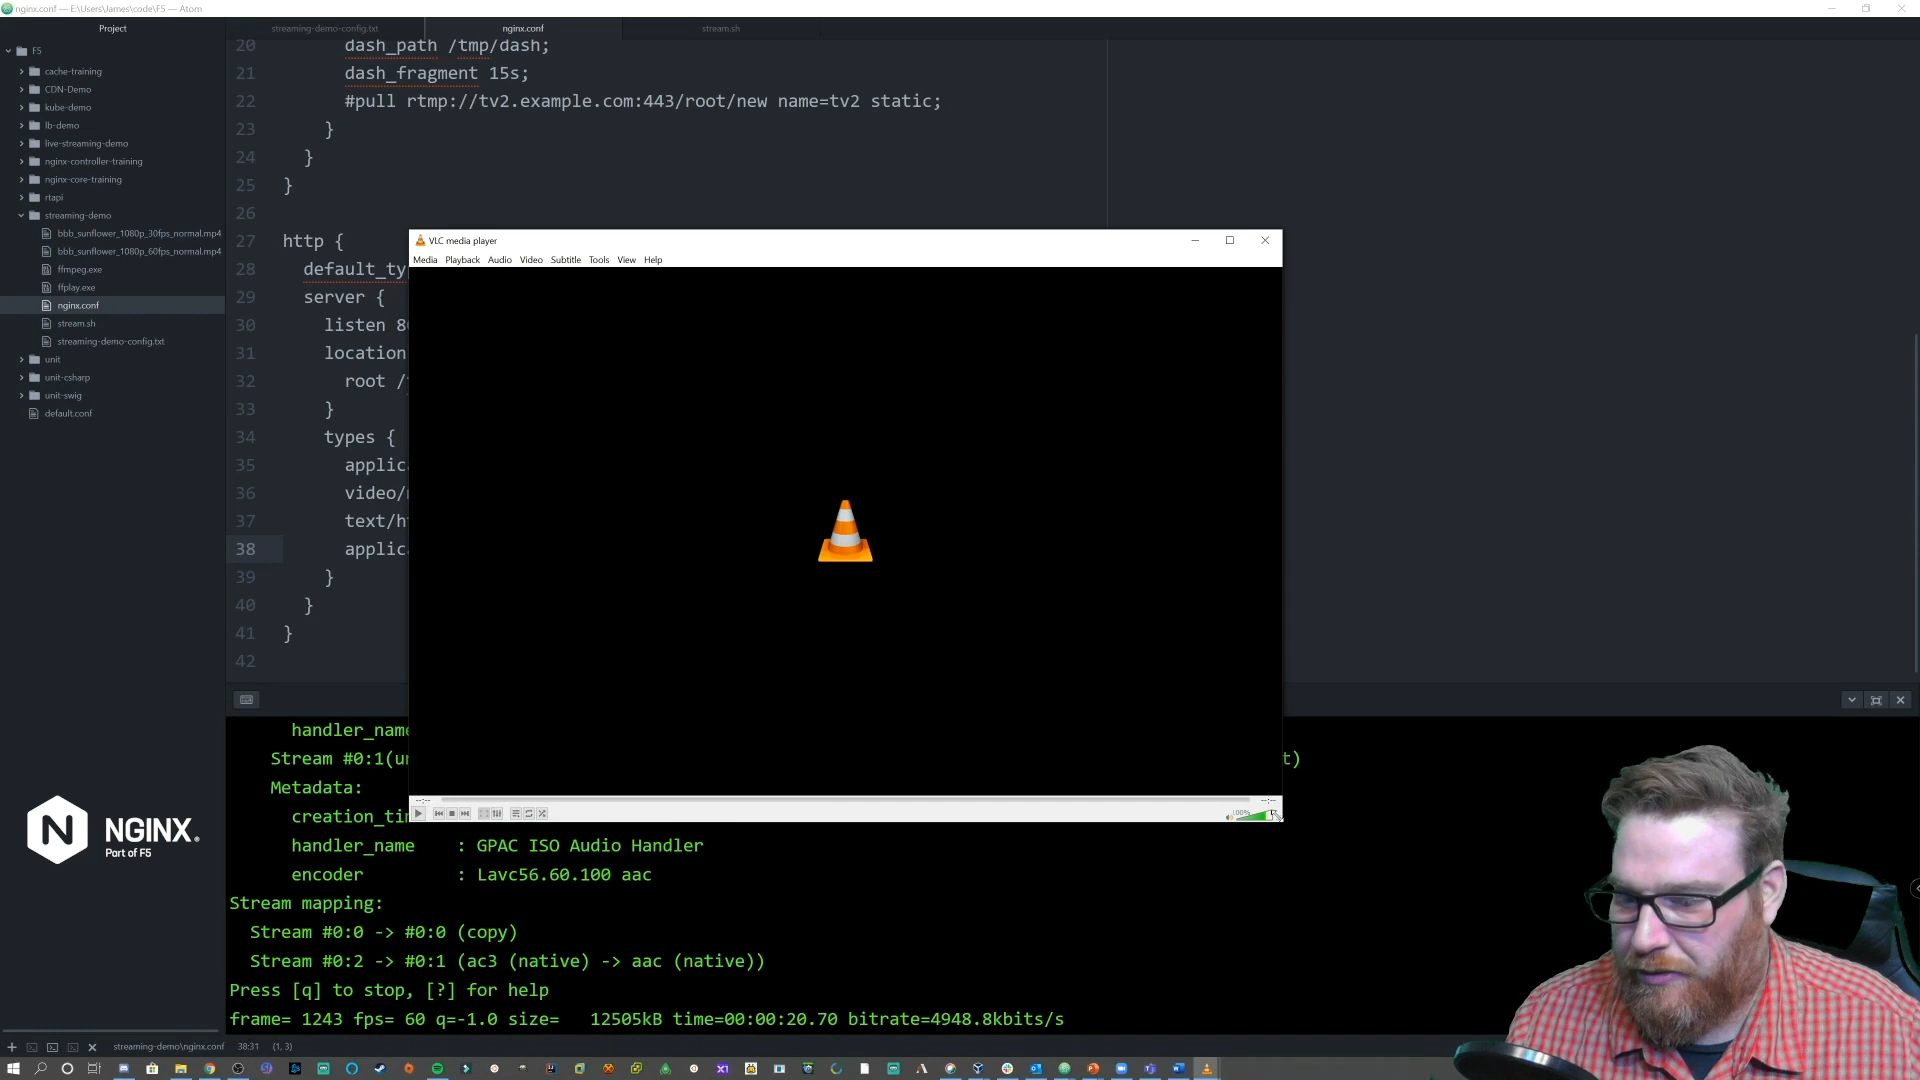 nginx.conf — E:\Users\James\code\F5 — Atom
Project
streaming-demo-config.txt
nginx.conf
stream.sh
F5
cache-training
CDN-Demo
kube-demo
lb-demo
live-streaming-demo
nginx-controller-training
nginx-core-training
rtapi
streaming-demo
bbb_sunflower_1080p_30fps_normal.mp4
bbb_sunflower_1080p_60fps_normal.mp4
ffmpeg.exe
ffplay.exe
nginx.conf
stream.sh
streaming-demo-config.txt
unit
unit-csharp
unit-swig
default.conf
20 dash_path /tmp/dash;
21 dash_fragment 15s;
22 #pull rtmp://tv2.example.com:443/root/new name=tv2 static;
23 }
24 }
25 }
26
27 http {
28 default_ty
29 server {
30 listen 8
31 location
32 root /
33 }
34 types {
35 applic
36 video/
37 text/h
38 applic
39 }
40 }
41 }
42
VLC media player
Media Playback Audio Video Subtitle Tools View Help
--:-- --:--
100%
handler_name
Stream #0:1(u t)
Metadata:
creation_ti
handler_name : GPAC ISO Audio Handler
encoder : Lavc56.60.100 aac
Stream mapping:
Stream #0:0 -> #0:0 (copy)
Stream #0:2 -> #0:1 (ac3 (native) -> aac (native))
Press [q] to stop, [?] for help
frame= 1243 fps= 60 q=-1.0 size= 12505kB time=00:00:20.70 bitrate=4948.8kbits/s
N NGINX.
Part of F5
streaming-demo\nginx.conf 38:31 (1, 3)